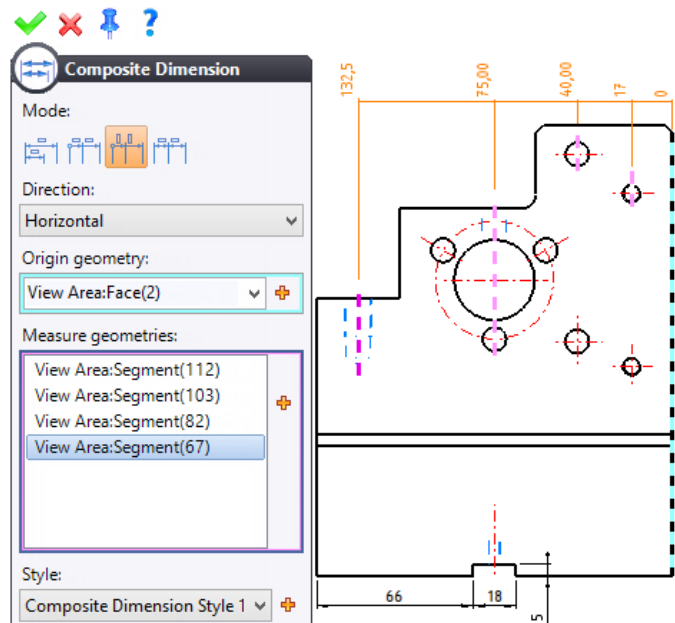 ?
Composite Dimension
Mode:
Direction:
Horizontal
Origin geometry:
View Area:Face(2)
Measure geometries:
View Area:Segment(112)
View Area:Segment(103)
View Area:Segment(82)
View Area:Segment(67)
Style:
Composite Dimension Style 1
132,5
75,00
40,00
17
0
66
18
5